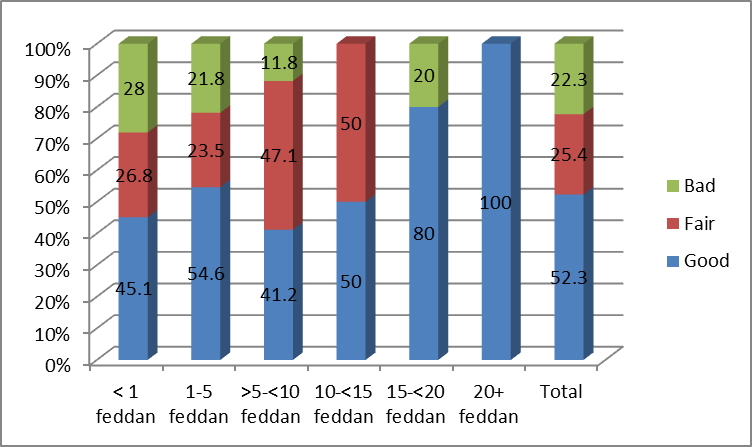 100%
90%
80%
70%
60%
50%
40%
30%
20%
10%
0%
28 21.8 11.8 20 22.3
26.8 23.5 47.1 50 25.4
45.1 54.6 41.2 50 80 100 52.3
< 1 1-5 >5-<10 10-<15 15-<20 20+ Total
feddan feddan feddan feddan feddan feddan
Bad
Fair
Good